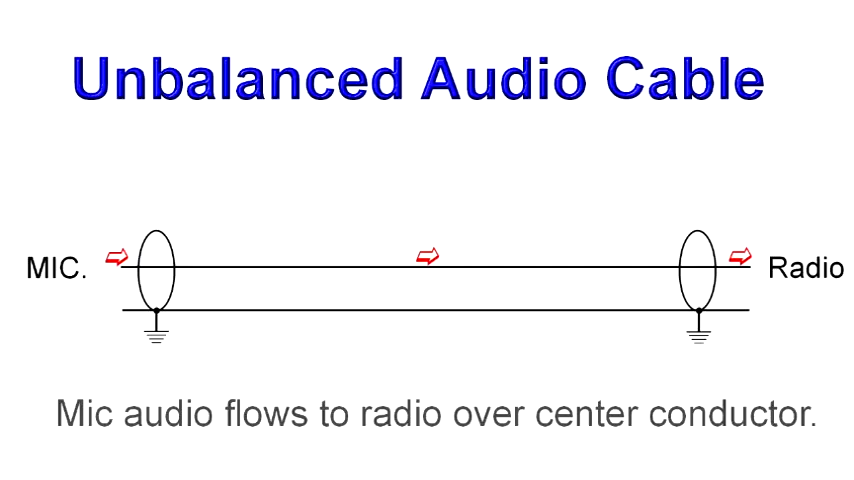 Unbalanced Audio Cable
MIC.
Radio
Mic audio flows to radio over center conductor.